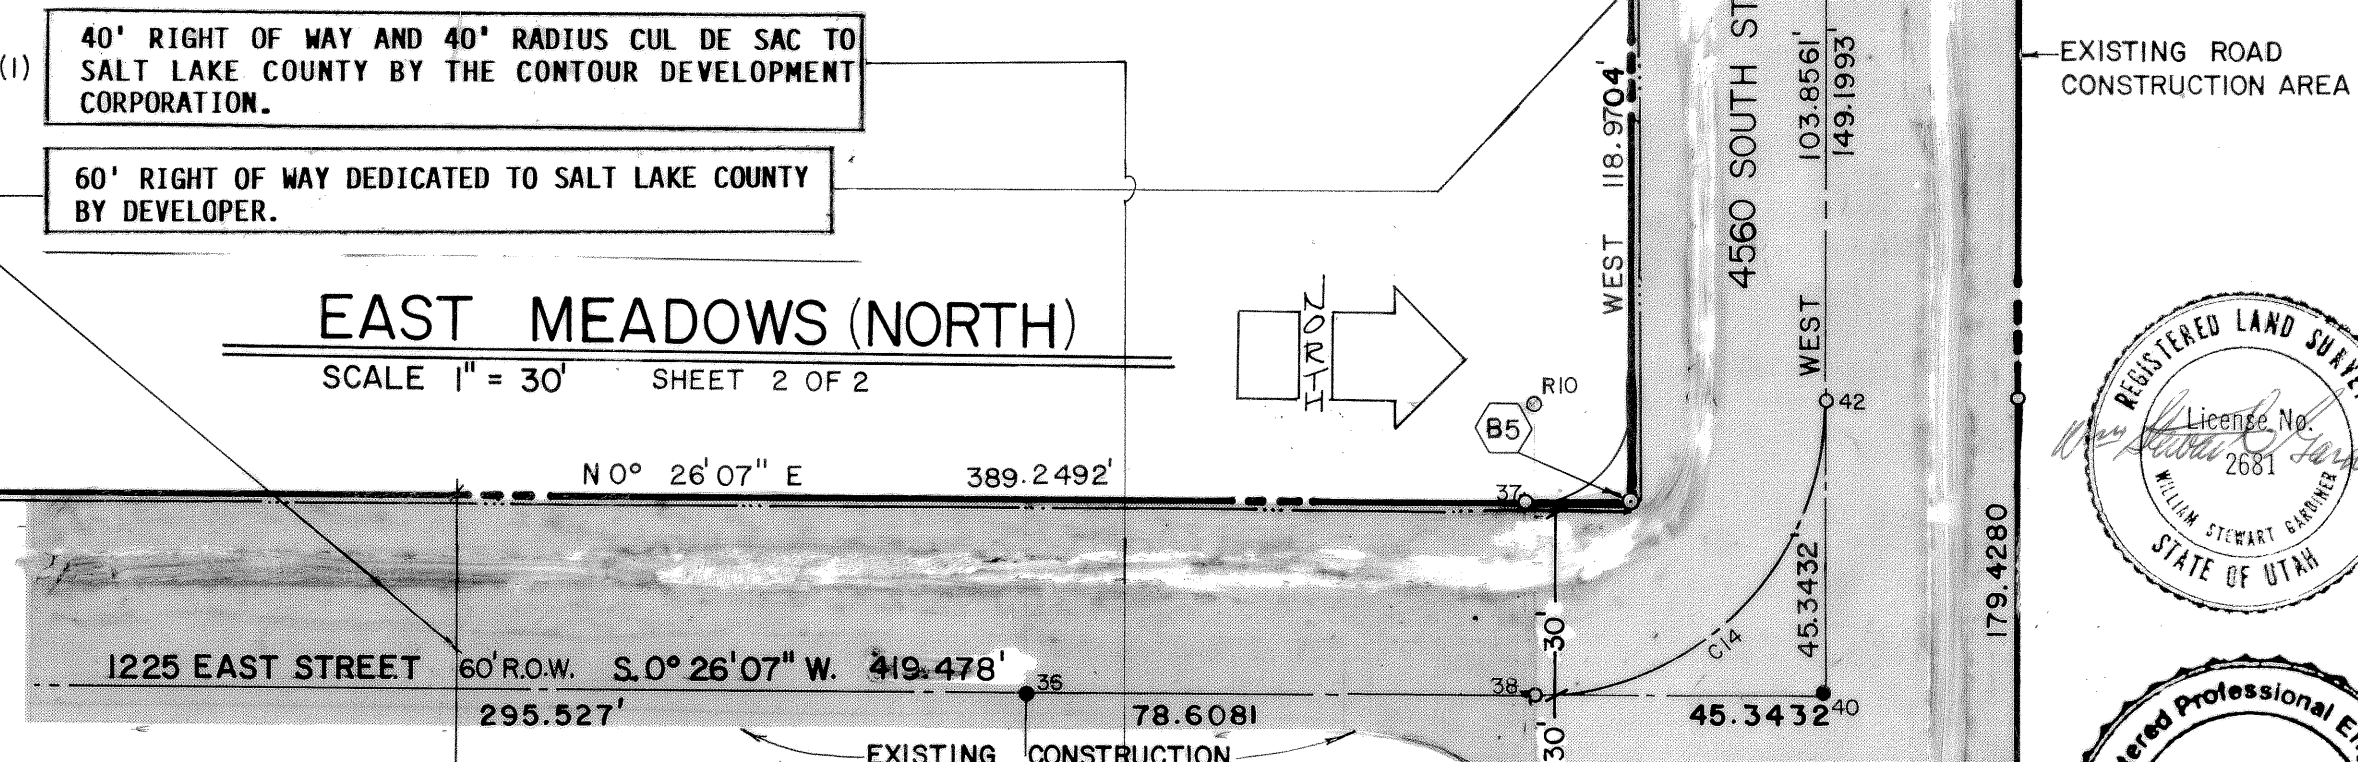 (1)
40' RIGHT OF WAY AND 40' RADIUS CUL DE SAC TO
SALT LAKE COUNTY BY THE CONTOUR DEVELOPMENT
CORPORATION.
60' RIGHT OF WAY DEDICATED TO SALT LAKE COUNTY
BY DEVELOPER.
EAST MEADOWS (NORTH)
SCALE 1" = 30' SHEET 2 OF 2
NORTH
R10
B5
N 0° 26' 07" E 389.2492'
37
WEST 118.9704'
4560 SOUTH ST
103.8561'
149.1993'
WEST
42
EXISTING ROAD
CONSTRUCTION AREA
REGISTERED LAND SURVEY
License No.
2681
WILLIAM STEWART GARDINER
STATE OF UTAH
179.4280
45.3432
C14
30'
30'
1225 EAST STREET 60' R.O.W. S. 0° 26' 07" W. 419.478'
36
38
40
295.527' 78.6081 45.3432
EXISTING CONSTRUCTION
ered Professional En